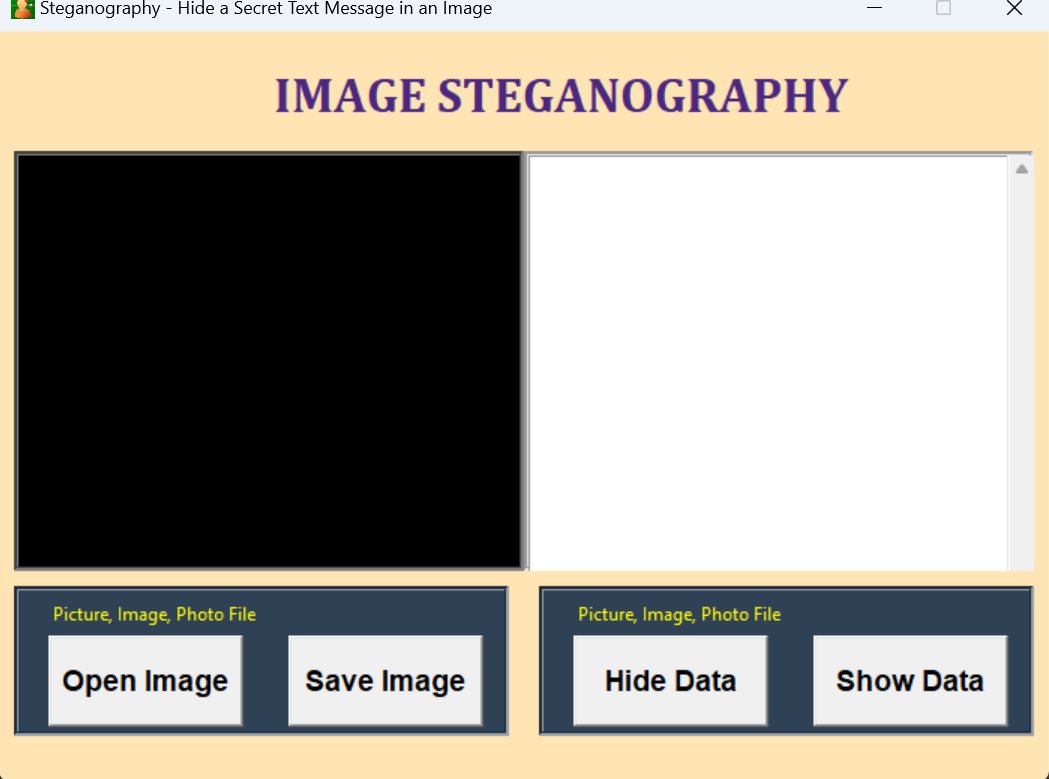 Steganography - Hide a Secret Text Message in an Image
IMAGE STEGANOGRAPHY
Picture, Image, Photo File
Open Image
Save Image
Picture, Image, Photo File
Hide Data
Show Data